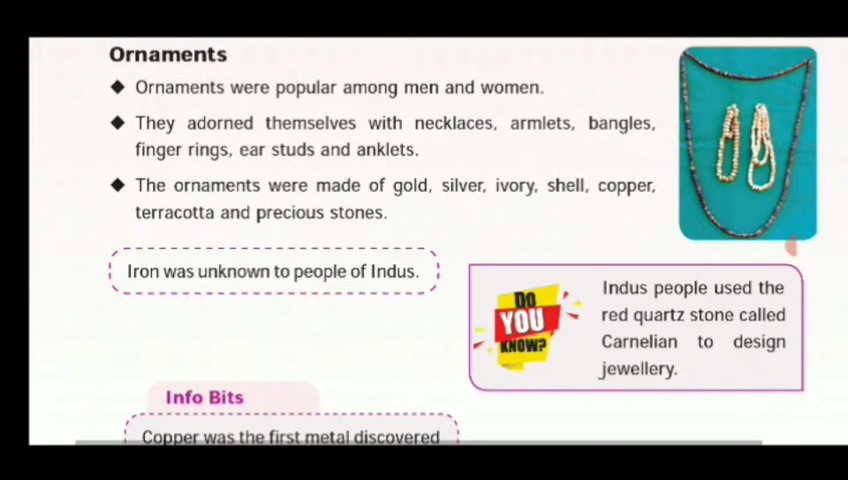 Ornaments
◆ Ornaments were popular among men and women.
◆ They adorned themselves with necklaces, armlets, bangles,
finger rings, ear studs and anklets.
◆ The ornaments were made of gold, silver, ivory, shell, copper,
terracotta and precious stones.
Iron was unknown to people of Indus.
DO
YOU
KNOW?
Indus people used the
red quartz stone called
Carnelian to design
jewellery.
Info Bits
Copper was the first metal discovered